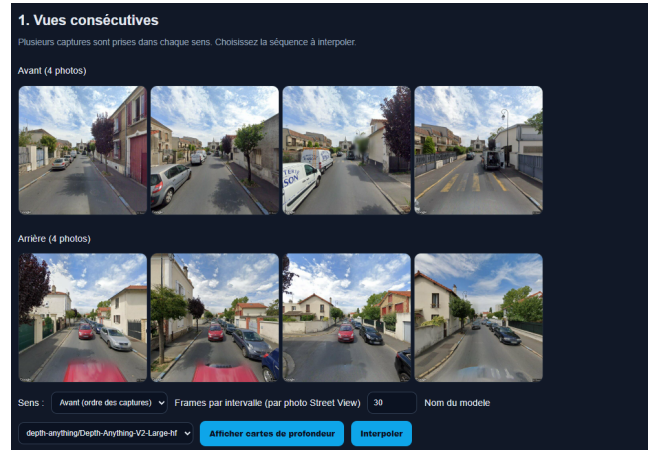 1. Vues consécutives
Plusieurs captures sont prises dans chaque sens. Choisissez la séquence à interpoler.
Avant (4 photos)
SON
Arrière (4 photos)
Sens : Avant (ordre des captures) Frames par intervalle (par photo Street View) 30 Nom du modele
depth-anything/Depth-Anything-V2-Large-hf Afficher cartes de profondeur Interpoler